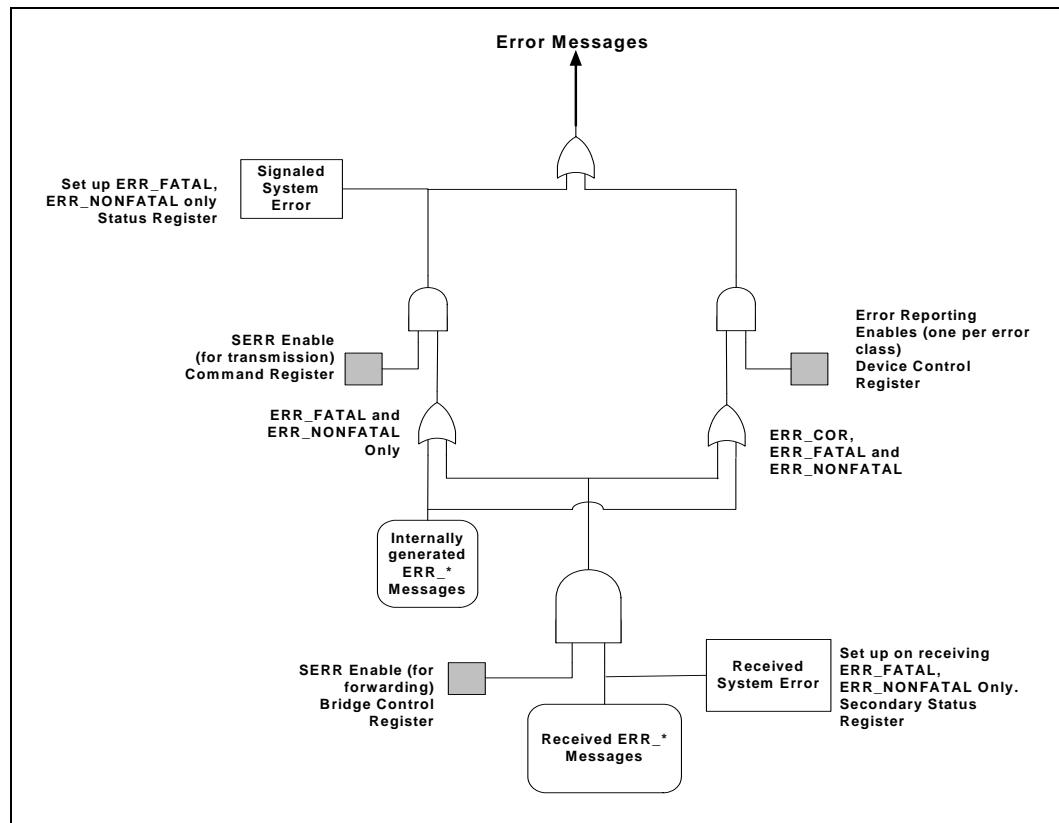 Error Messages
Signaled
System
Error
Set up ERR_FATAL,
ERR_NONFATAL only
Status Register
SERR Enable
(for transmission)
Command Register
Error Reporting
Enables (one per error
class)
Device Control
Register
ERR_FATAL and
ERR_NONFATAL
Only
ERR_COR,
ERR_FATAL and
ERR_NONFATAL
Internally
generated
ERR_*
Messages
SERR Enable (for
forwarding)
Bridge Control
Register
Received
System Error
Set up on receiving
ERR_FATAL,
ERR_NONFATAL Only.
Secondary Status
Register
Received ERR_*
Messages